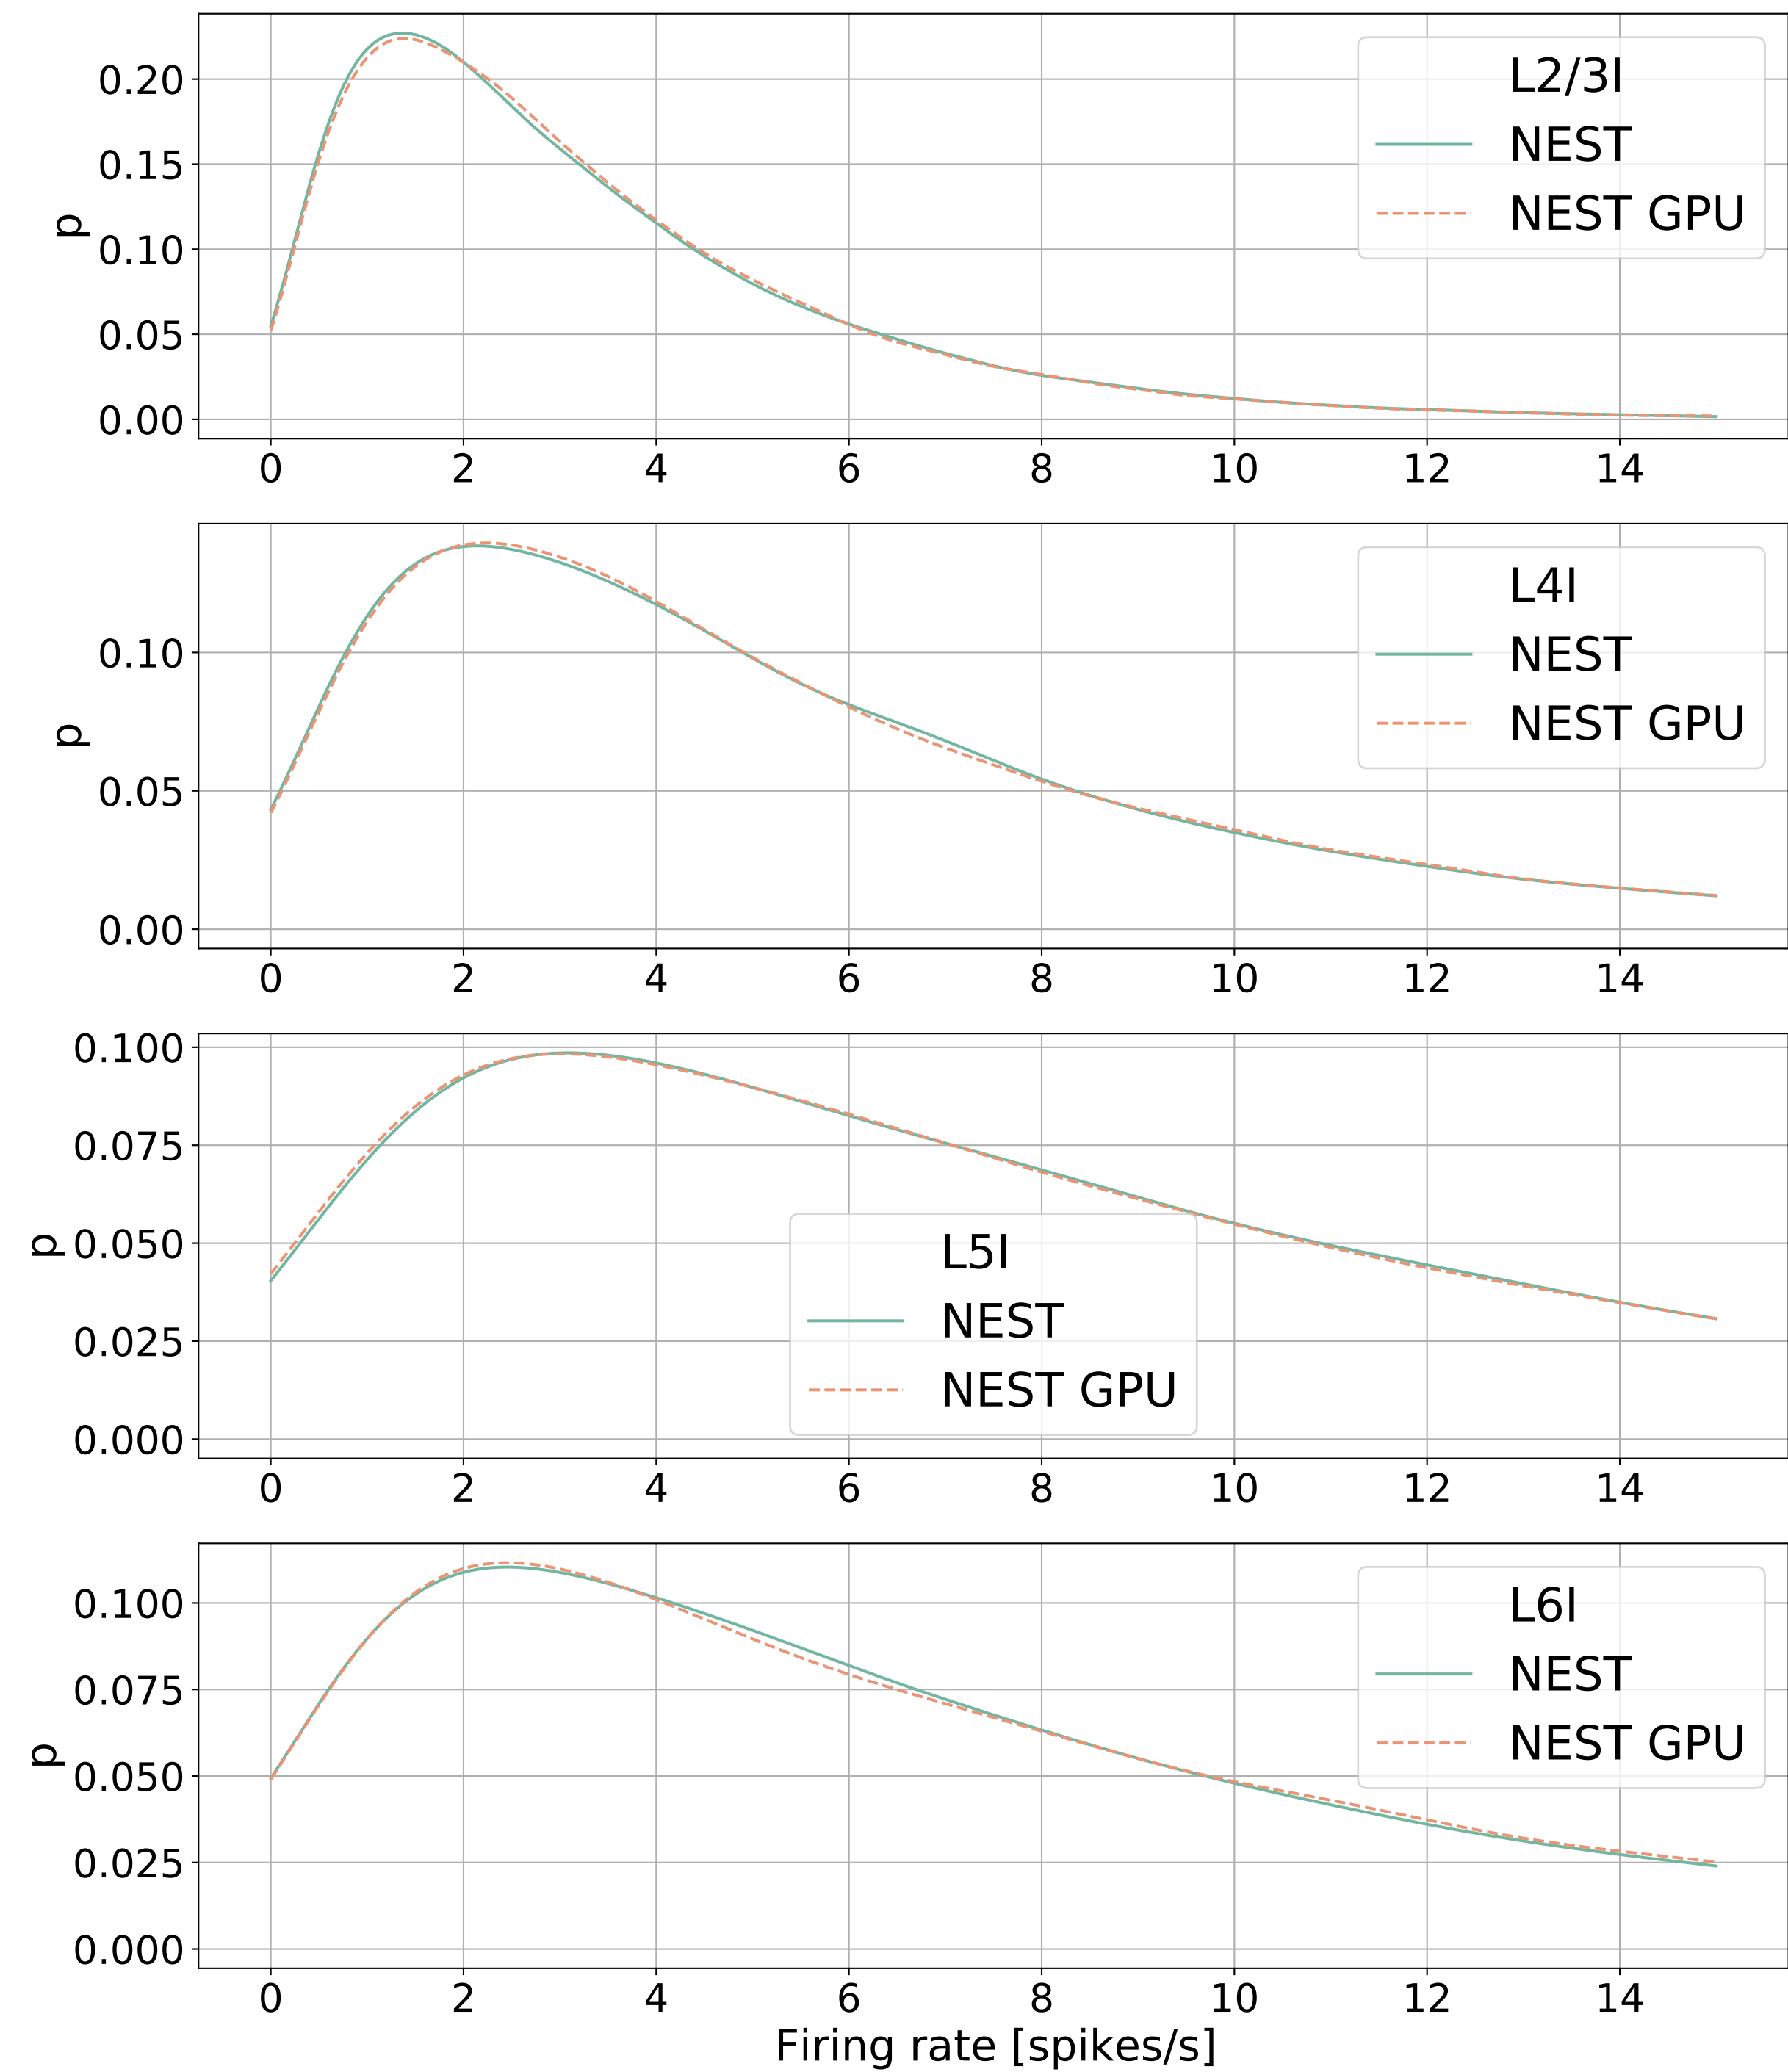 0.20
0.15
0.10
0.05
0.00
p
L2/3I
NEST
NEST GPU
0 2 4 6 8 10 12 14
0.10
0.05
0.00
p
L4I
NEST
NEST GPU
0 2 4 6 8 10 12 14
0.100
0.075
0.050
0.025
0.000
p
L5I
NEST
NEST GPU
0 2 4 6 8 10 12 14
0.100
0.075
0.050
0.025
0.000
p
L6I
NEST
NEST GPU
0 2 4 6 8 10 12 14
Firing rate [spikes/s]